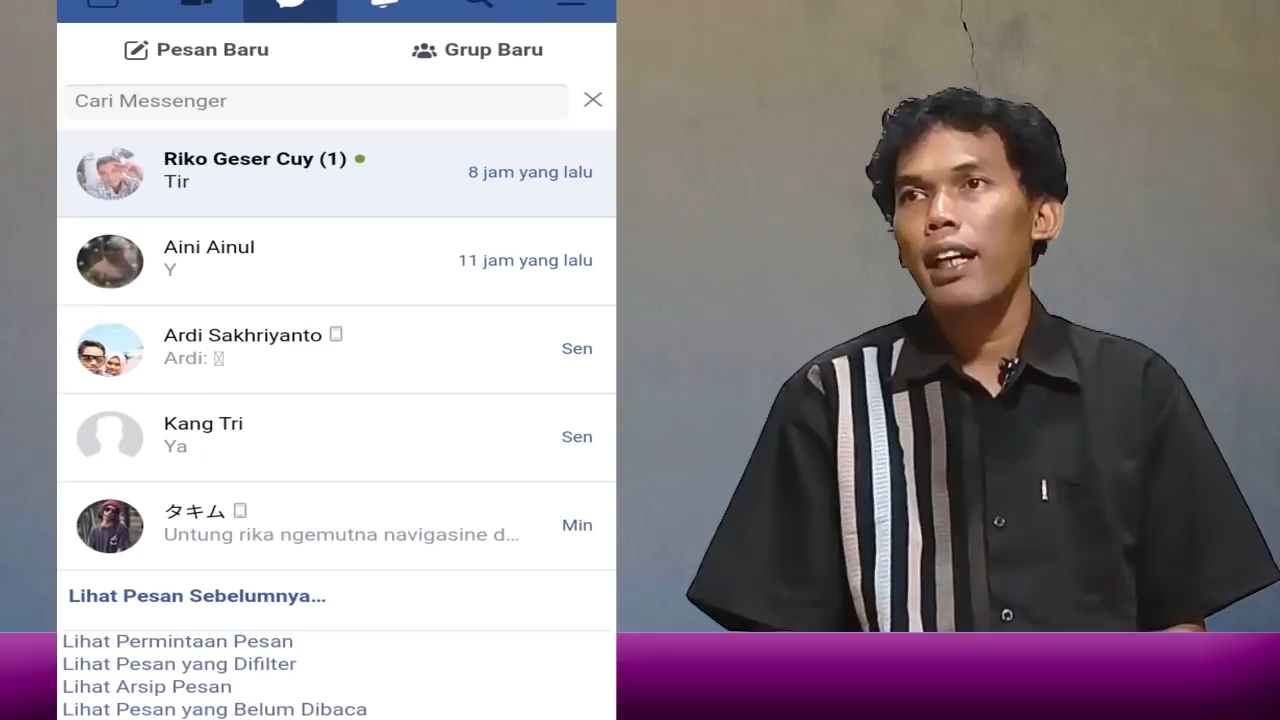 Pesan Baru
Grup Baru
Cari Messenger
Riko Geser Cuy (1)
8 jam yang lalu
Tir
Aini Ainul
11 jam yang lalu
Y
Ardi Sakhriyanto
Sen
Ardi:
Kang Tri
Sen
Ya
タキム
Min
Untung rika ngemutna navigasine d...
Lihat Pesan Sebelumnya...
Lihat Permintaan Pesan
Lihat Pesan yang Difilter
Lihat Arsip Pesan
Lihat Pesan yang Belum Dibaca